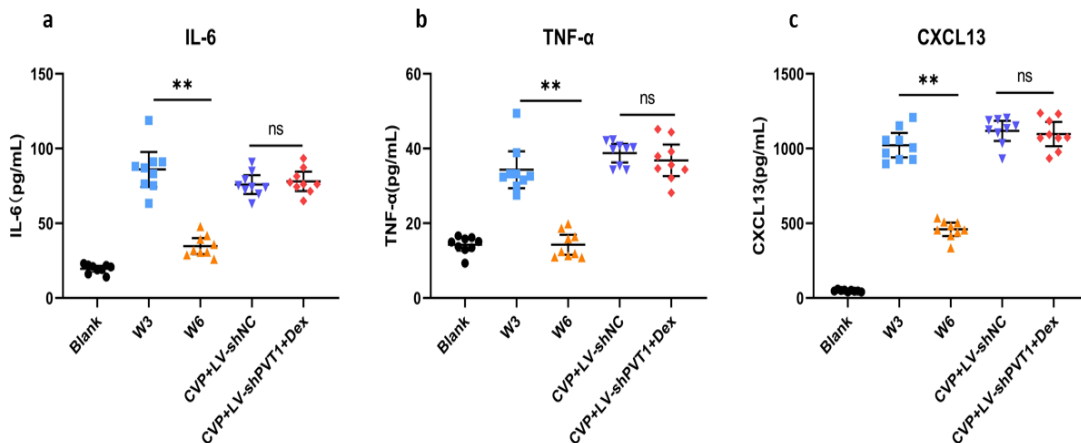 a
IL-6
IL-6（pg/mL)
150
100
50
0
**
ns
Blank
W3
W6
CVP+LV-shNC
CVP+LV-shPVT1+Dex
b
TNF-α
TNF-α(pg/mL)
60
40
20
0
**
ns
Blank
W3
W6
CVP+LV-shNC
CVP+LV-shPVT1+Dex
c
CXCL13
CXCL13(pg/mL)
1500
1000
500
0
**
ns
Blank
W3
W6
CVP+LV-shNC
CVP+LV-shPVT1+Dex